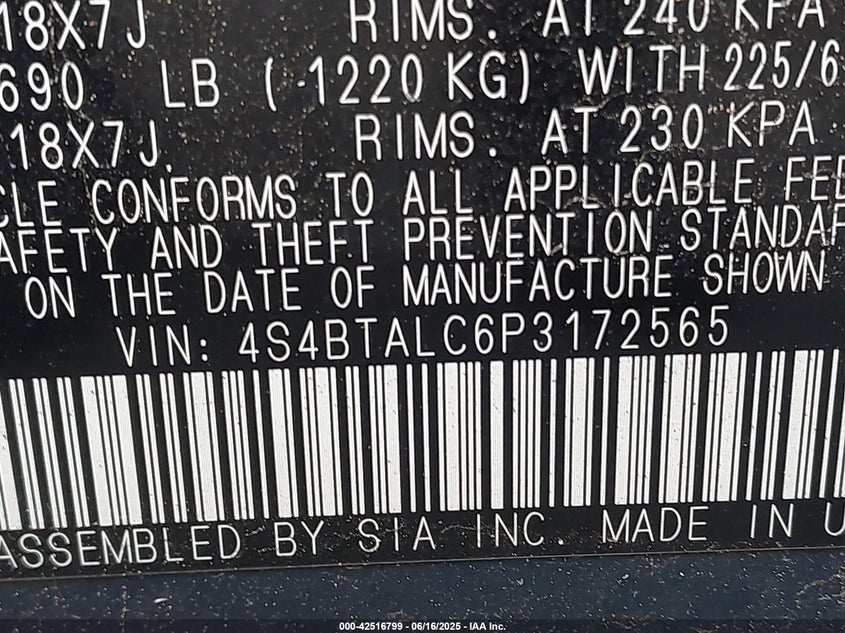 18X7J RIMS. AT 240 KPA
690 LB ( 1220 KG) WITH 225/6
18X7J. RIMS. AT 230 KPA
CLE CONFORMS TO ALL APPLICABLE FED
AFETY AND THEFT PREVENTION STANDAR
ON THE DATE OF MANUFACTURE SHOWN
VIN: 4S4BTALC6P3172565
ASSEMBLED BY SIA INC. MADE IN U
000-42516799 - 06/16/2025 - IAA Inc.